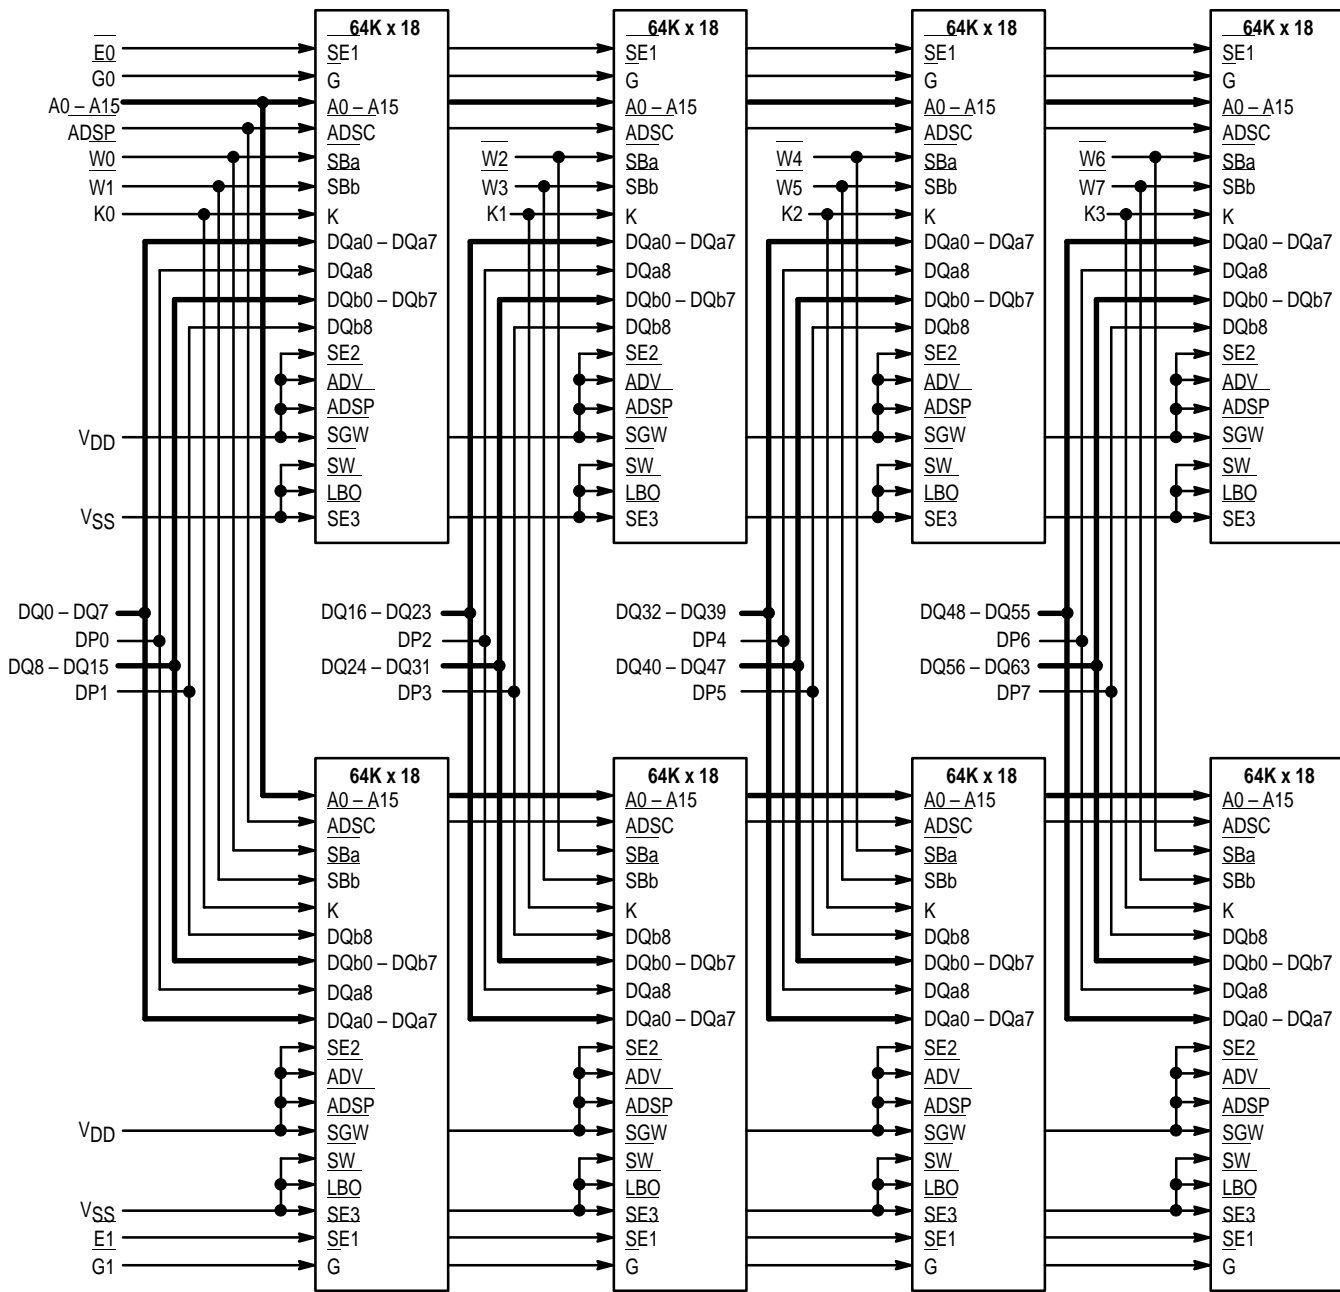 64K x 18 64K x 18 64K x 18 64K x 18
E0 SE1 SE1 SE1 SE1
G0 G G G G
A0 – A15 A0 – A15 A0 – A15 A0 – A15 A0 – A15
ADSP ADSC ADSC ADSC ADSC
W0 SBa W2 SBa W4 SBa W6 SBa
W1 SBb W3 SBb W5 SBb W7 SBb
K0 K K1 K K2 K K3 K
DQa0 – DQa7 DQa0 – DQa7 DQa0 – DQa7 DQa0 – DQa7
DQa8 DQa8 DQa8 DQa8
DQb0 – DQb7 DQb0 – DQb7 DQb0 – DQb7 DQb0 – DQb7
DQb8 DQb8 DQb8 DQb8
SE2 SE2 SE2 SE2
ADV ADV ADV ADV
ADSP ADSP ADSP ADSP
VDD SGW SGW SGW SGW
SW SW SW SW
LBO LBO LBO LBO
VSS SE3 SE3 SE3 SE3
DQ0 – DQ7 DQ16 – DQ23 DQ32 – DQ39 DQ48 – DQ55
DP0 DP2 DP4 DP6
DQ8 – DQ15 DQ24 – DQ31 DQ40 – DQ47 DQ56 – DQ63
DP1 DP3 DP5 DP7
64K x 18 64K x 18 64K x 18 64K x 18
A0 – A15 A0 – A15 A0 – A15 A0 – A15
ADSC ADSC ADSC ADSC
SBa SBa SBa SBa
SBb SBb SBb SBb
K K K K
DQb8 DQb8 DQb8 DQb8
DQb0 – DQb7 DQb0 – DQb7 DQb0 – DQb7 DQb0 – DQb7
DQa8 DQa8 DQa8 DQa8
DQa0 – DQa7 DQa0 – DQa7 DQa0 – DQa7 DQa0 – DQa7
SE2 SE2 SE2 SE2
ADV ADV ADV ADV
ADSP ADSP ADSP ADSP
VDD SGW SGW SGW SGW
SW SW SW SW
LBO LBO LBO LBO
VSS SE3 SE3 SE3 SE3
E1 SE1 SE1 SE1 SE1
G1 G G G G